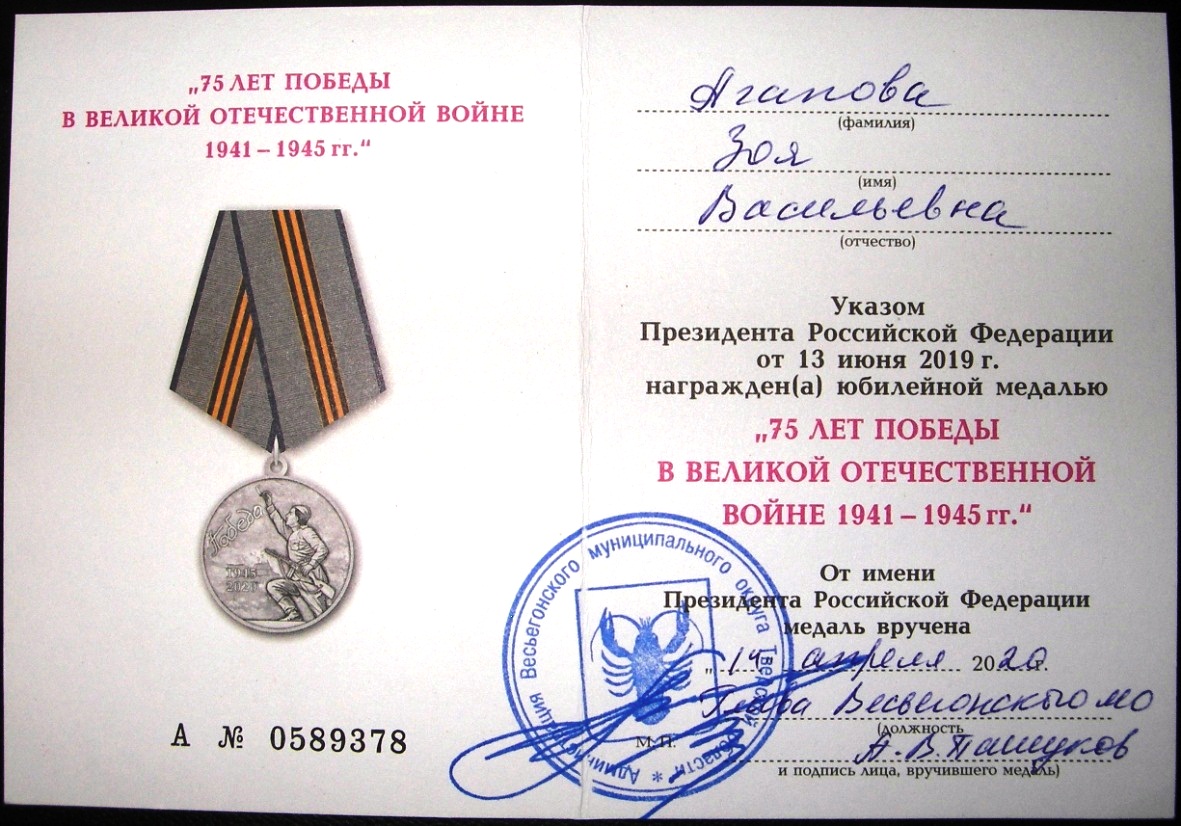 „75 ЛЕТ ПОБЕДЫ
В ВЕЛИКОЙ ОТЕЧЕСТВЕННОЙ ВОЙНЕ
1941 – 1945 гг.“
Победа
1945
А № 0589378
Агапова
(фамилия)
Зоя
(имя)
Васильевна
(отчество)
Указом
Президента Российской Федерации
от 13 июня 2019 г.
награжден(а) юбилейной медалью
„75 ЛЕТ ПОБЕДЫ
В ВЕЛИКОЙ ОТЕЧЕСТВЕННОЙ
ВОЙНЕ 1941 – 1945 гг.“
От имени
Президента Российской Федерации
медаль вручена
„ 14 апреля 2020 г.
Глава Весьегонского МО
(должность
А.В. Пашуков
М.П.
и подпись лица, вручившего медаль)
Администрация Весьегонского муниципального округа Тверской области *